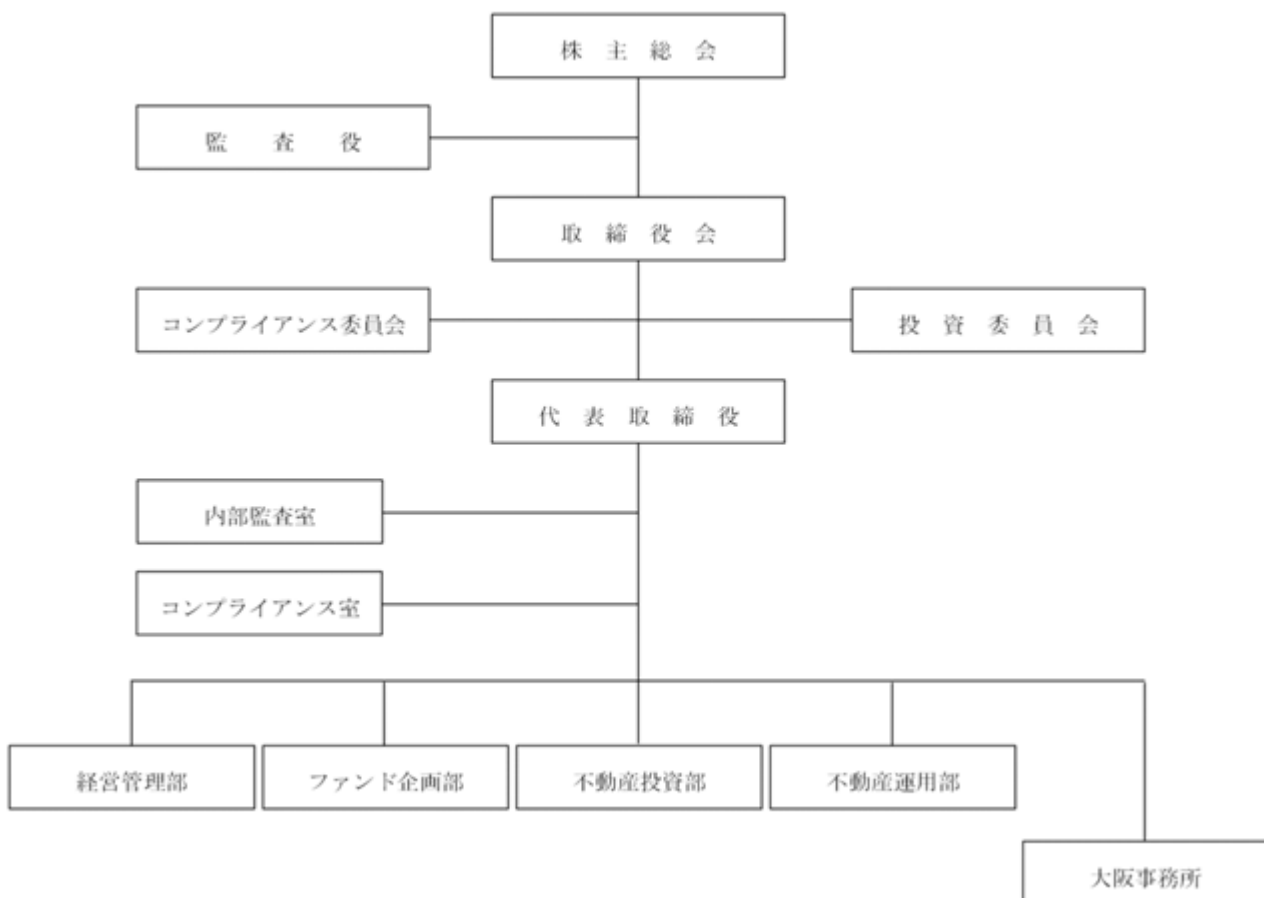 株主総会
監査役
取締役会
コンプライアンス委員会
投資委員会
代表取締役
内部監査室
コンプライアンス室
経営管理部
ファンド企画部
不動産投資部
不動産運用部
大阪事務所